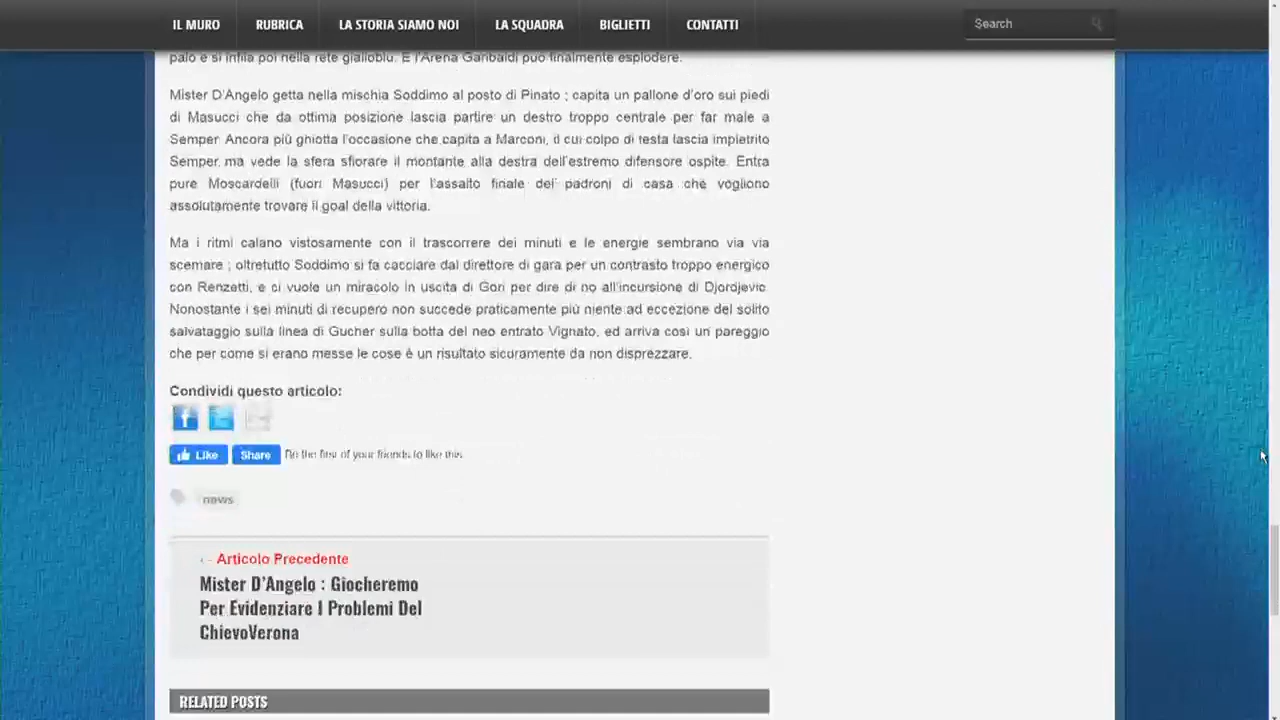 IL MURO RUBRICA LA STORIA SIAMO NOI LA SQUADRA BIGLIETTI CONTATTI Search
palo e si infila poi nella rete gialloblu. E l'Arena Garibaldi può finalmente esplodere.
Mister D'Angelo getta nella mischia Soddimo al posto di Pinato ; capita un pallone d'oro sui piedi
di Masucci che da ottima posizione lascia partire un destro troppo centrale per far male a
Semper. Ancora più ghiotta l'occasione che capita a Marconi, il cui colpo di testa lascia impietrito
Semper, ma vede la sfera sfiorare il montante alla destra dell'estremo difensore ospite. Entra
pure Moscardelli (fuori Masucci) per l'assalto finale dei padroni di casa che vogliono
assolutamente trovare il goal della vittoria.
Ma i ritmi calano vistosamente con il trascorrere dei minuti e le energie sembrano via via
scemare ; oltretutto Soddimo si fa cacciare dal direttore di gara per un contrasto troppo energico
con Renzetti, e ci vuole un miracolo in uscita di Gori per dire di no all'incursione di Djordjevic.
Nonostante i sei minuti di recupero non succede praticamente più niente ad eccezione del solito
salvataggio sulla linea di Gucher sulla botta del neo entrato Vignato, ed arriva così un pareggio
che per come si erano messe le cose è un risultato sicuramente da non disprezzare.
Condividi questo articolo:
Like Share Be the first of your friends to like this.
news
← Articolo Precedente
Mister D'Angelo : Giocheremo
Per Evidenziare I Problemi Del
ChievoVerona
RELATED POSTS